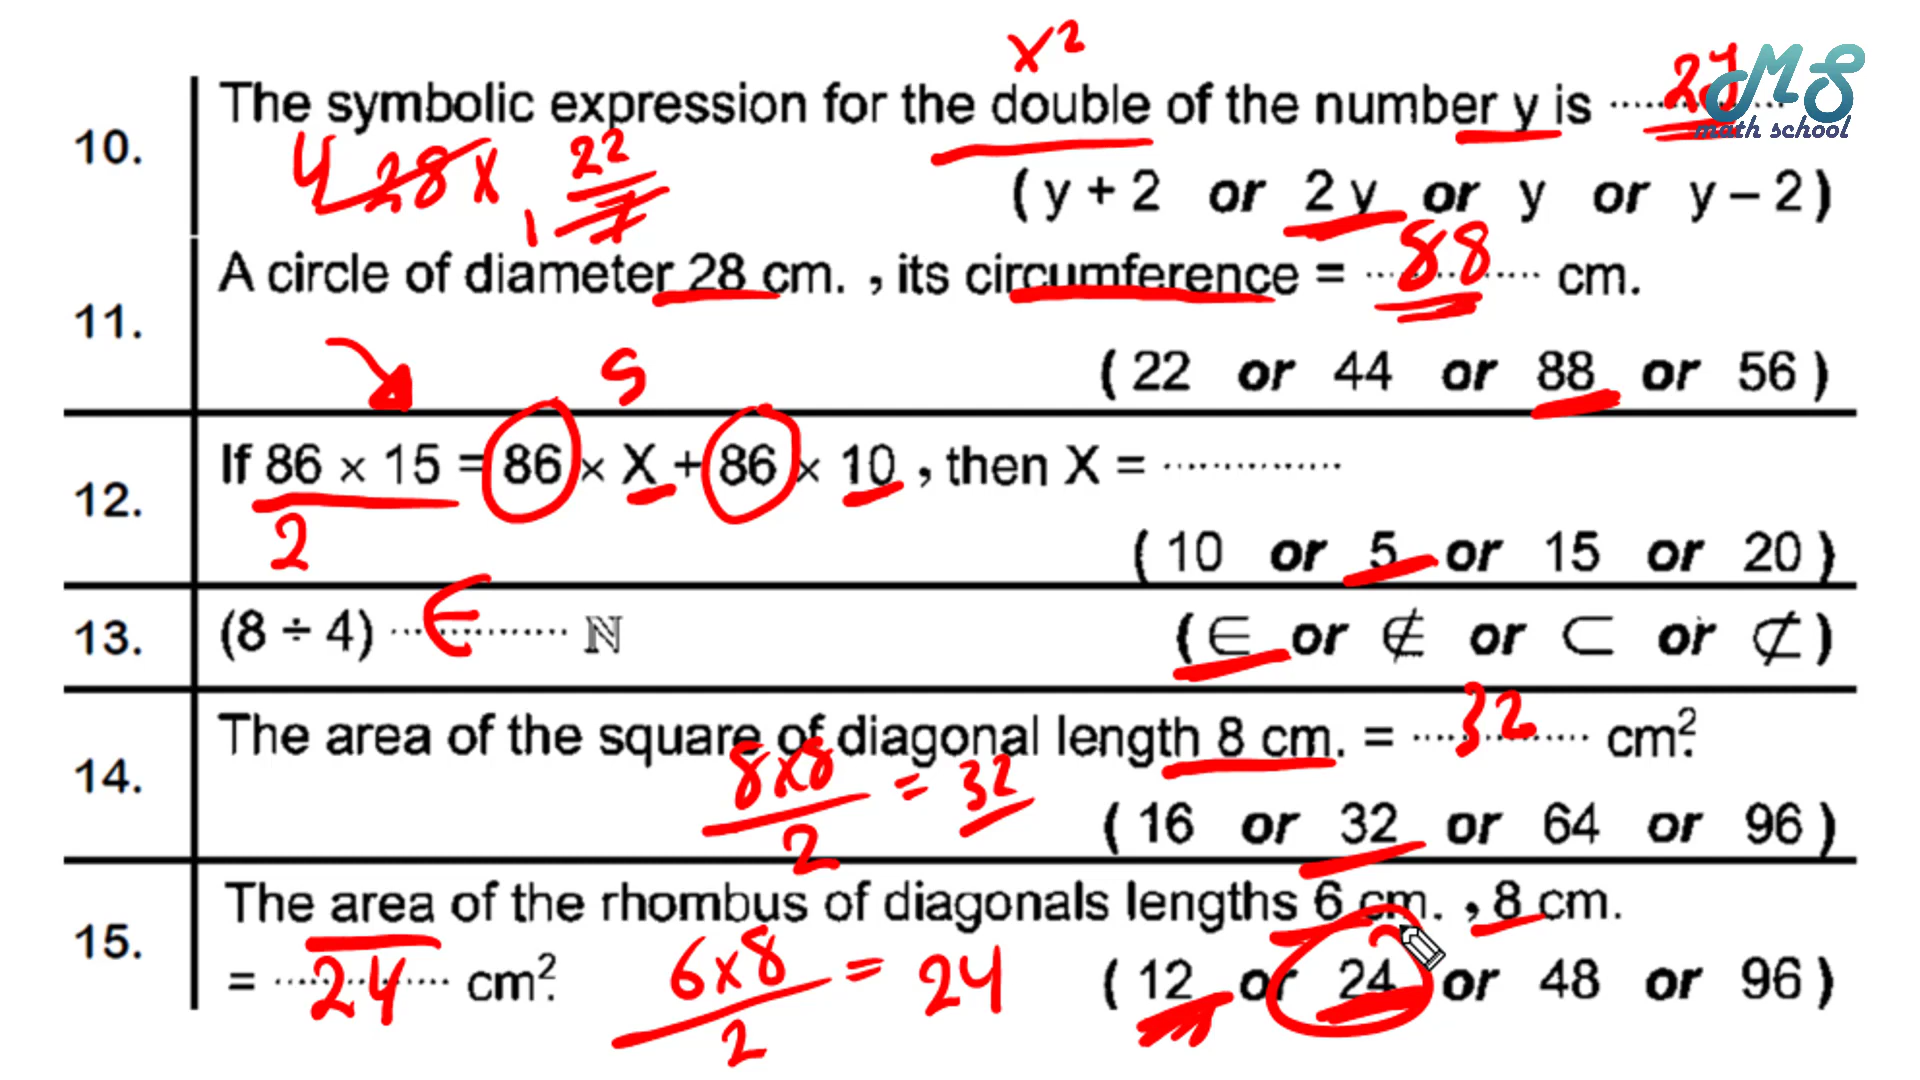 x²
10. The symbolic expression for the double of the number y is ............ 2y
MS
math school
4 28 x 22
1 7
( y + 2 or 2 y or y or y – 2 )
11. A circle of diameter 28 cm. , its circumference = ...... 88 ...... cm.
( 22 or 44 or 88 or 56 )
5
12. If 86 × 15 = 86 × X + 86 × 10 , then X = ..............
2
( 10 or 5 or 15 or 20 )
13. (8 ÷ 4) ...... ∈ ...... ℕ ( ∈ or ∉ or ⊂ or ⊄ )
14. The area of the square of diagonal length 8 cm. = ...... 32 ...... cm².
8x8 = 32
2
( 16 or 32 or 64 or 96 )
15. The area of the rhombus of diagonals lengths 6 cm. , 8 cm.
= ...... 24 ...... cm². 6x8 = 24 ( 12 or 24 or 48 or 96 )
2